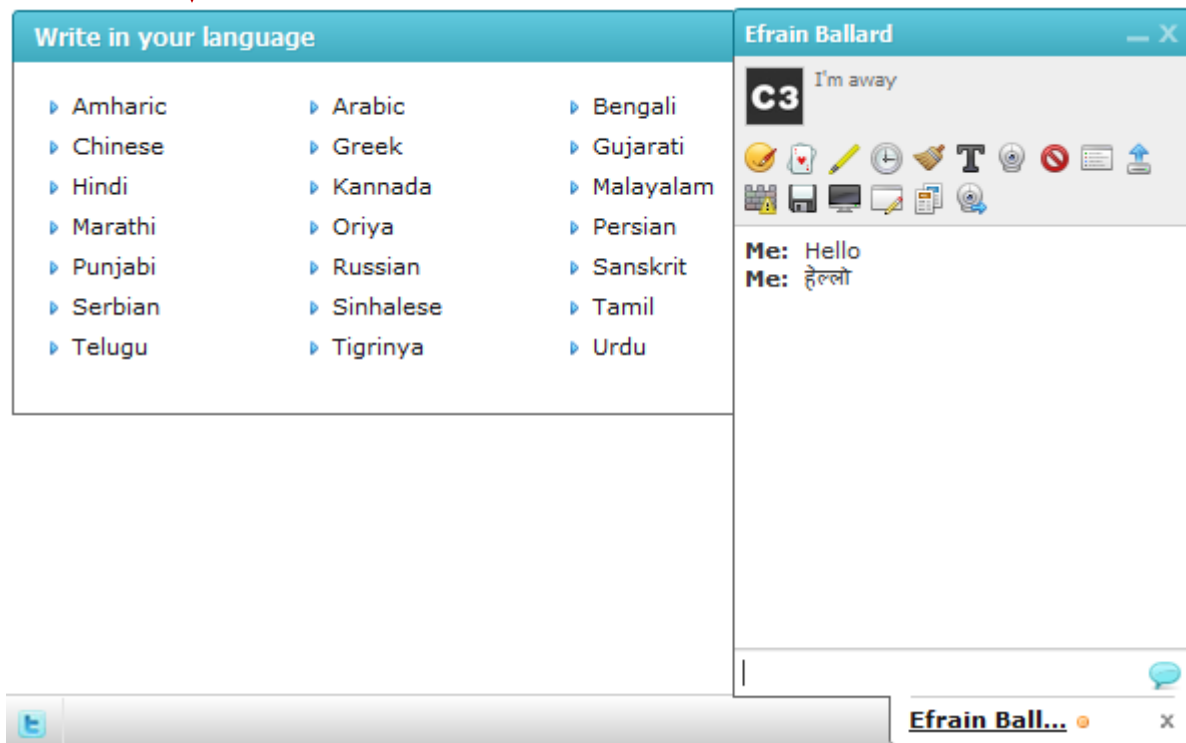 Write in your language
Amharic Arabic Bengali
Chinese Greek Gujarati
Hindi Kannada Malayalam
Marathi Oriya Persian
Punjabi Russian Sanskrit
Serbian Sinhalese Tamil
Telugu Tigrinya Urdu
Efrain Ballard
C3 I'm away
Me: Hello
Me: हेल्लो
Efrain Ball...